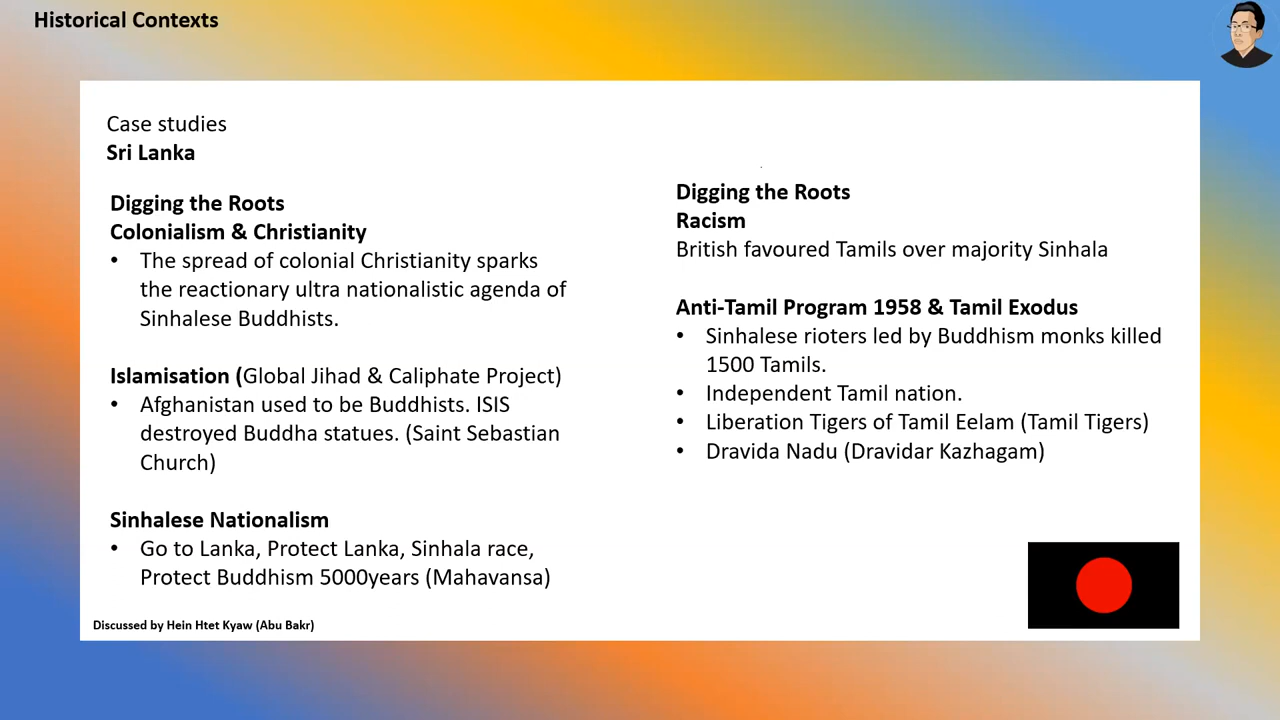 Historical Contexts
Case studies
Sri Lanka
Digging the Roots
Colonialism & Christianity
• The spread of colonial Christianity sparks
the reactionary ultra nationalistic agenda of
Sinhalese Buddhists.
Islamisation (Global Jihad & Caliphate Project)
• Afghanistan used to be Buddhists. ISIS
destroyed Buddha statues. (Saint Sebastian
Church)
Sinhalese Nationalism
• Go to Lanka, Protect Lanka, Sinhala race,
Protect Buddhism 5000years (Mahavansa)
Discussed by Hein Htet Kyaw (Abu Bakr)
Digging the Roots
Racism
British favoured Tamils over majority Sinhala
Anti-Tamil Program 1958 & Tamil Exodus
• Sinhalese rioters led by Buddhism monks killed
1500 Tamils.
• Independent Tamil nation.
• Liberation Tigers of Tamil Eelam (Tamil Tigers)
• Dravida Nadu (Dravidar Kazhagam)